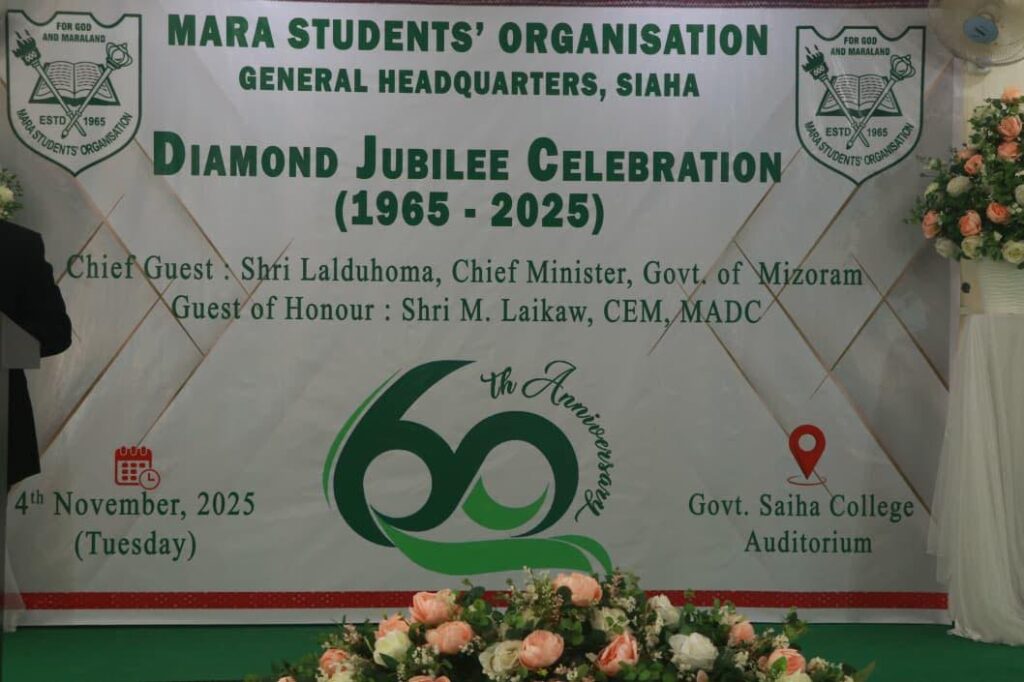 MARA STUDENTS' ORGANISATION
GENERAL HEADQUARTERS, SIAHA
FOR GOD
AND MARALAND
ESTD 1965
MARA STUDENTS' ORGANISATION
FOR GOD
AND MARALAND
ESTD 1965
MARA STUDENTS' ORGANISATION
DIAMOND JUBILEE CELEBRATION
(1965 - 2025)
Chief Guest : Shri Lalduhoma, Chief Minister, Govt. of Mizoram
Guest of Honour : Shri M. Laikaw, CEM, MADC
60th Anniversary
4th November, 2025
(Tuesday)
Govt. Saiha College
Auditorium